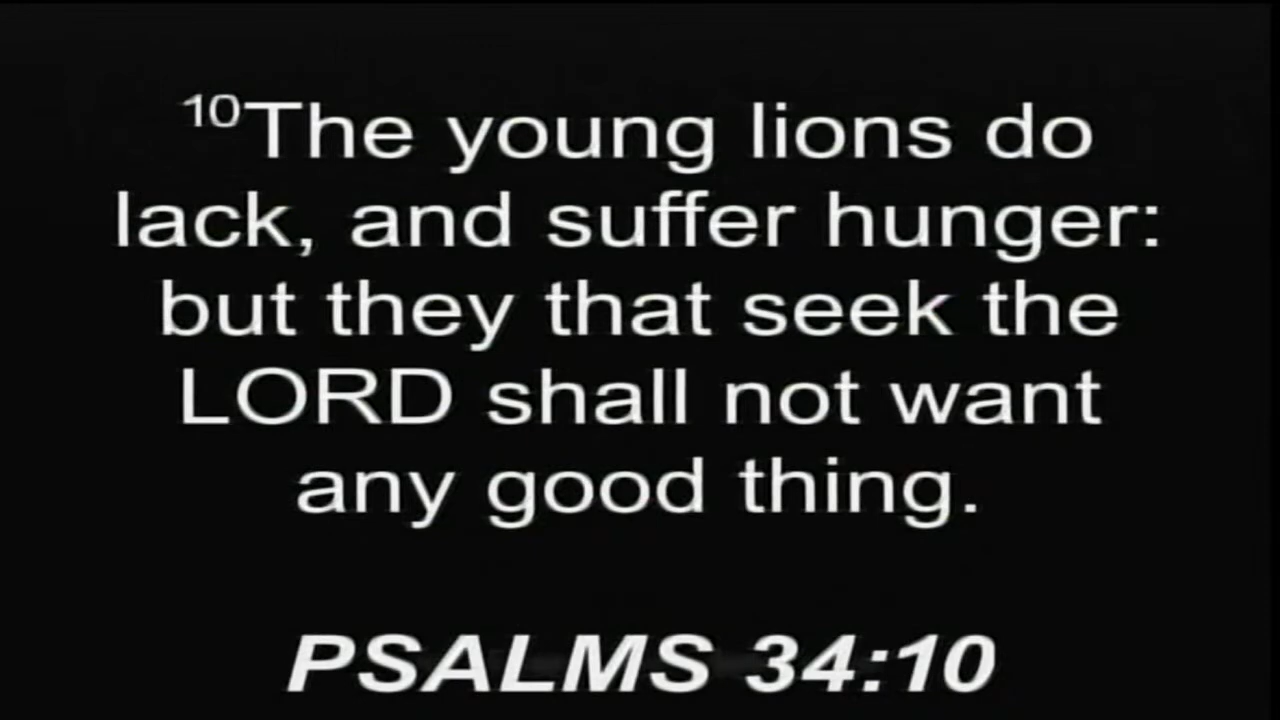 10The young lions do
lack, and suffer hunger:
but they that seek the
LORD shall not want
any good thing.
PSALMS 34:10